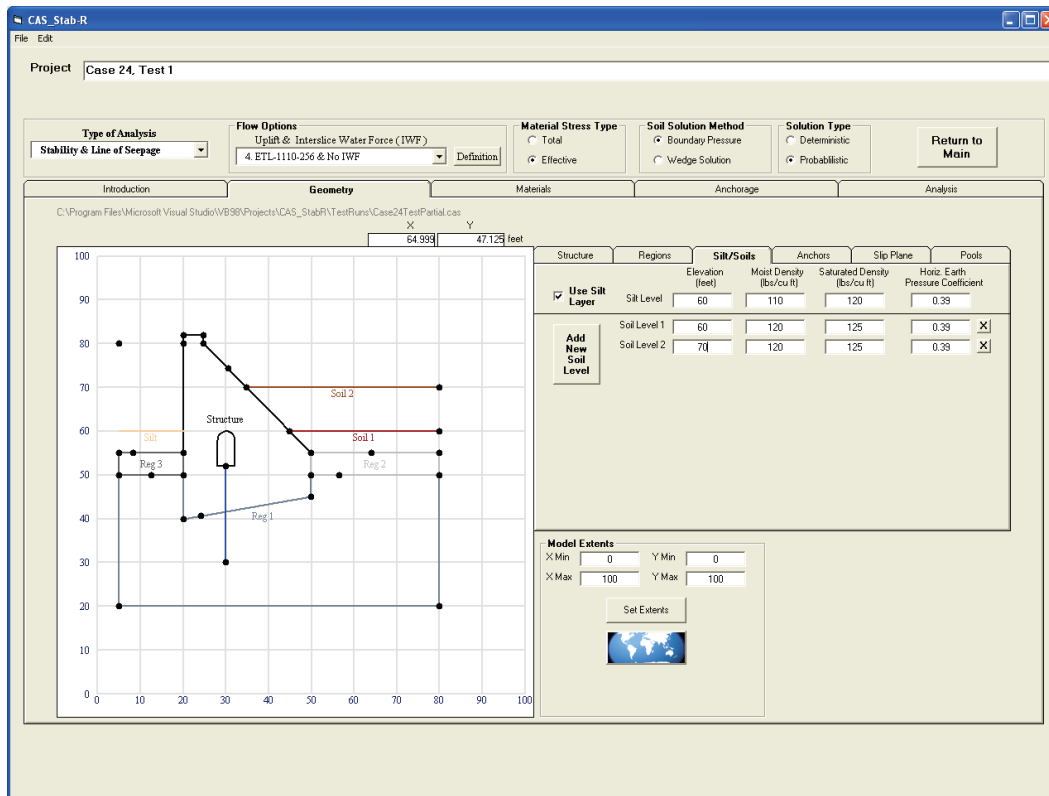 CAS_Stab-R
File Edit
Project Case 24, Test 1
Type of Analysis
Stability & Line of Seepage
Flow Options
Uplift & Interslice Water Force ( IWF )
4. ETL-1110-256 & No IWF
Definition
Material Stress Type
Total
Effective
Soil Solution Method
Boundary Pressure
Wedge Solution
Solution Type
Deterministic
Probablilistic
Return to
Main
Introduction Geometry Materials Anchorage Analysis
C:\Program Files\Microsoft Visual Studio\VB98\Projects\CAS_StabR\TestRuns\Case24TestPartial.cas
X Y
64.999 47.125 feet
100
90
80
70
60
50
40
30
20
10
0
0 10 20 30 40 50 60 70 80 90 100
Soil 2
Structure
Silt
Soil 1
Reg 3
Reg 2
Reg 1
Structure Regions Silt/Soils Anchors Slip Plane Pools
Elevation
(feet)
Moist Density
(lbs/cu ft)
Saturated Density
(lbs/cu ft)
Horiz. Earth
Pressure Coefficient
Use Silt
Layer
Silt Level 60 110 120 0.39
Add
New
Soil
Level
Soil Level 1 60 120 125 0.39 X
Soil Level 2 70 120 125 0.39 X
Model Extents
X Min 0 Y Min 0
X Max 100 Y Max 100
Set Extents